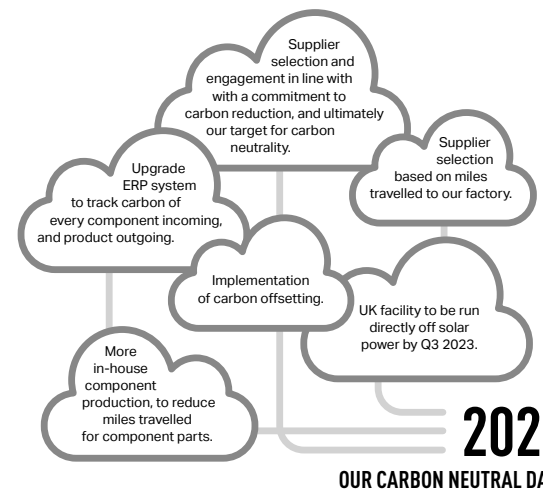 Supplier
selection and
engagement in line with
with a commitment to
carbon reduction, and ultimately
our target for carbon
neutrality.
Supplier
selection
based on miles
travelled to our factory.
Upgrade
ERP system
to track carbon of
every component incoming,
and product outgoing.
Implementation
of carbon offsetting.
UK facility to be run
directly off solar
power by Q3 2023.
More
in-house
component
production, to reduce
miles travelled
for component parts.
202
OUR CARBON NEUTRAL DA